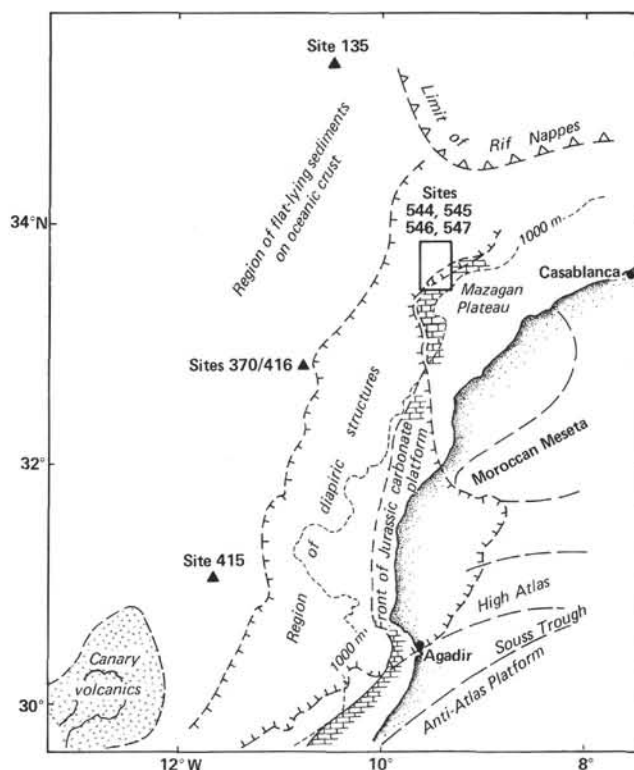 Site 135
Limit of
Rif Nappes
Region of flat-lying sediments
on oceanic crust
34°N
Sites
544, 545
546, 547
1000 m.
Casablanca
Mazagan
Plateau
Sites 370/416
Region of diapiric structures
Front of Jurassic carbonate
platform
32°
Moroccan Meseta
Site 415
High Atlas
1000 m.
Souss Trough
Agadir
Anti-Atlas Platform
Canary
volcanics
30°
12°W
10°
8°